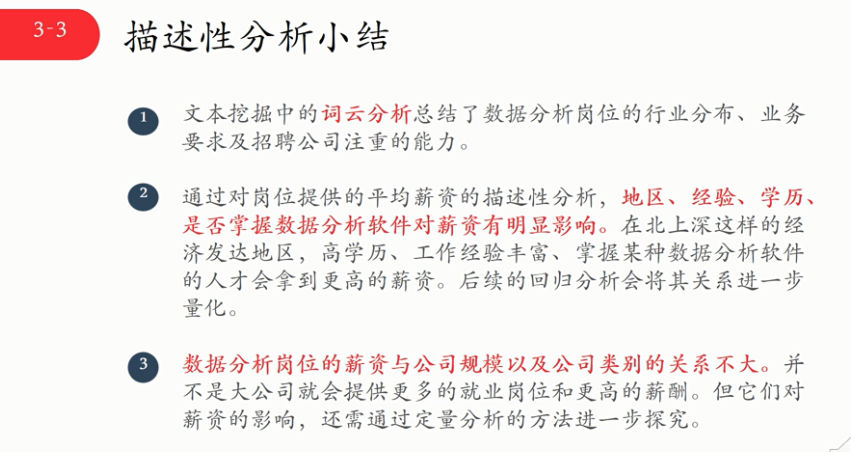 3-3
描述性分析小结
1
文本挖掘中的词云分析总结了数据分析岗位的行业分布、业务
要求及招聘公司注重的能力。
2
通过对岗位提供的平均薪资的描述性分析，地区、经验、学历、
是否掌握数据分析软件对薪资有明显影响。在北上深这样的经
济发达地区，高学历、工作经验丰富、掌握某种数据分析软件
的人才会拿到更高的薪资。后续的回归分析会将其关系进一步
量化。
3
数据分析岗位的薪资与公司规模以及公司类别的关系不大。并
不是大公司就会提供更多的就业岗位和更高的薪酬。但它们对
薪资的影响，还需通过定量分析的方法进一步探究。